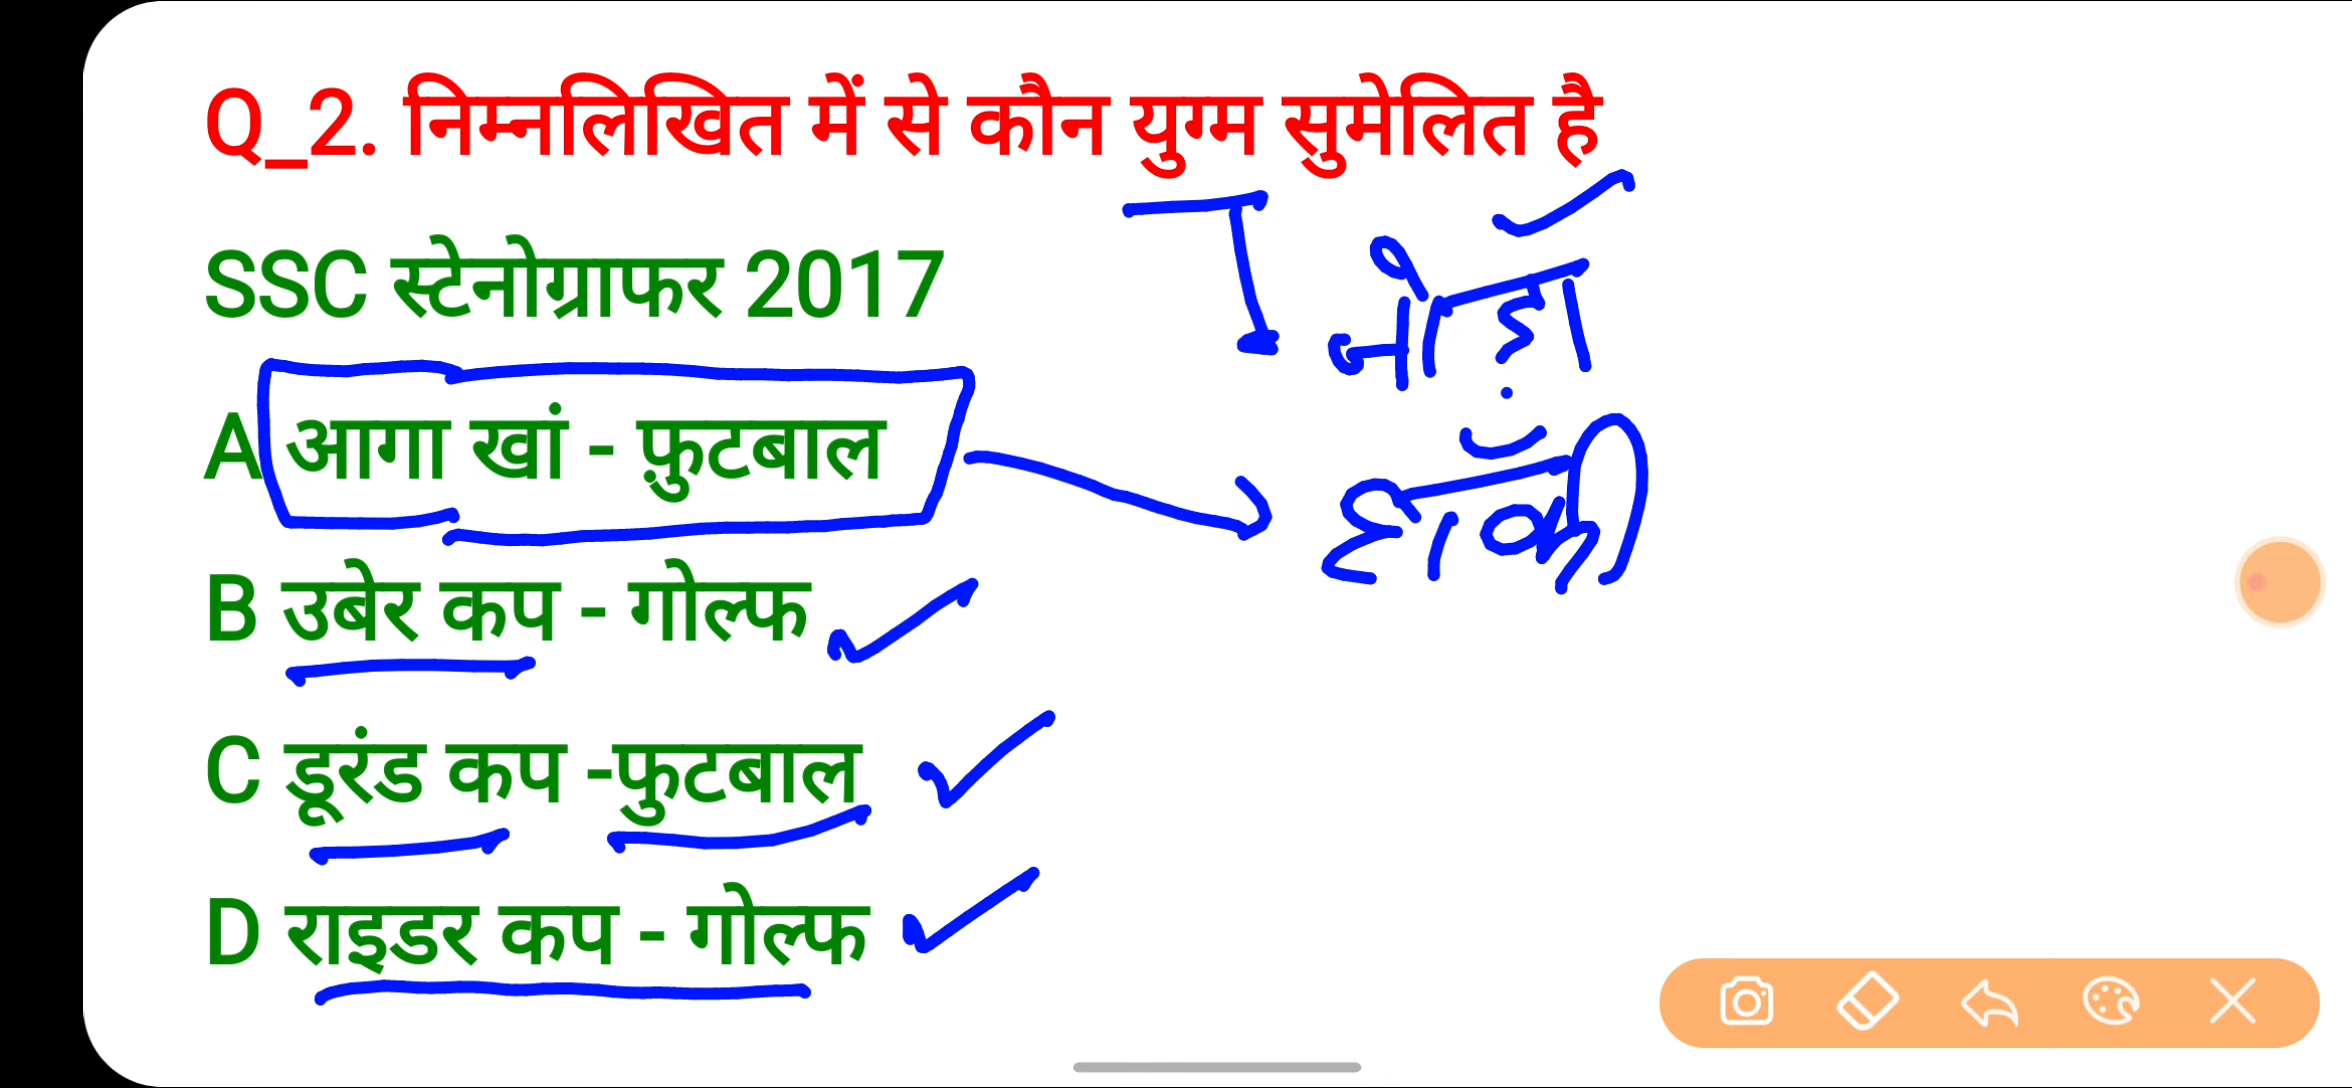 Q_2. निम्नलिखित में से कौन युग्म सुमेलित है
SSC स्टेनोग्राफर 2017
जोड़ा
A आगा खां - फ़ुटबाल
हॉकी
B उबेर कप - गोल्फ
C डूरंड कप -फुटबाल
D राइडर कप - गोल्फ